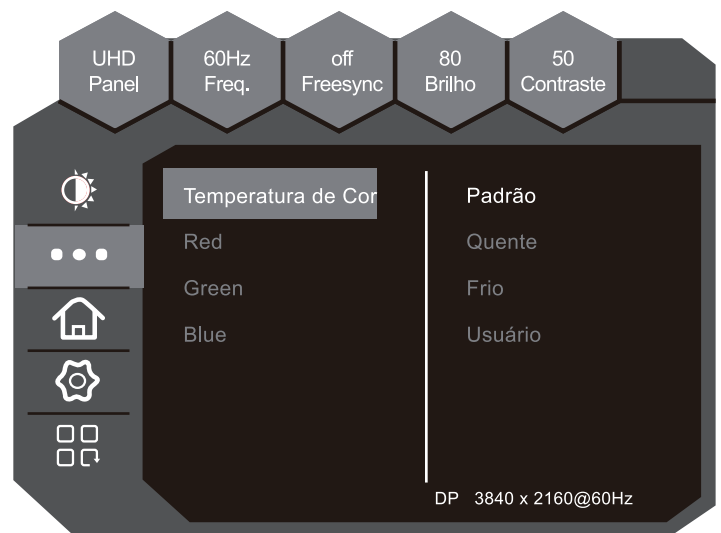 UHD
Panel
60Hz
Freq.
off
Freesync
80
Brilho
50
Contraste
Temperatura de Cor
Padrão
Red
Quente
Green
Frio
Blue
Usuário
DP 3840 x 2160@60Hz